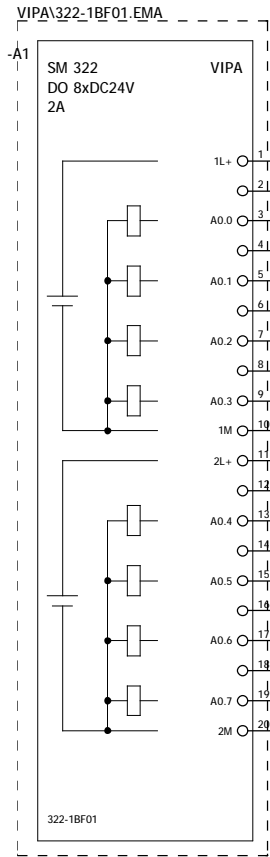 VIPA\322-1BF01.EMA
-A1
SM 322 VIPA
DO 8xDC24V
2A
1L+ 1
2
A0.0 3
4
A0.1 5
6
A0.2 7
8
A0.3 9
1M 10
2L+ 11
12
A0.4 13
14
A0.5 15
16
A0.6 17
18
A0.7 19
2M 20
322-1BF01